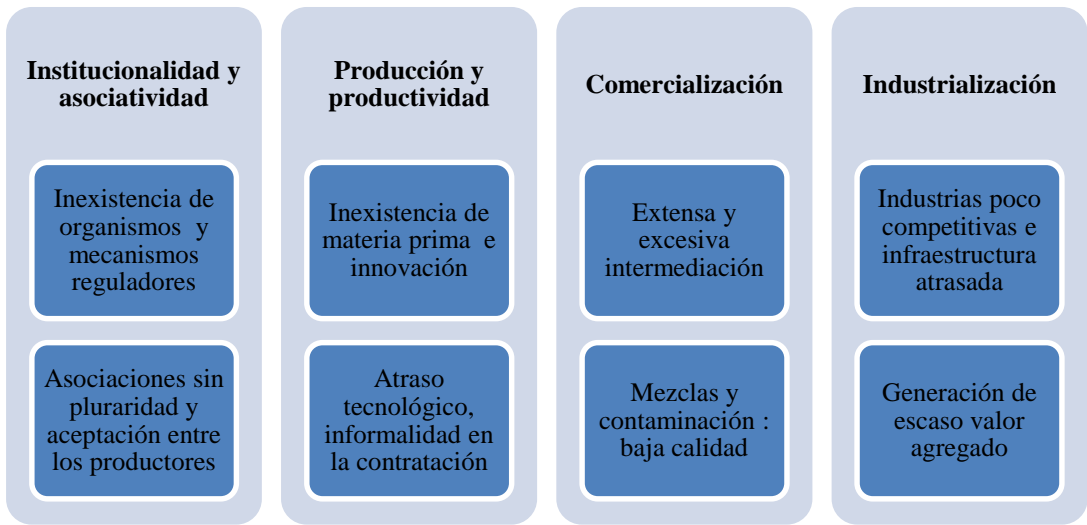 Institucionalidad y
asociatividad
Inexistencia de
organismos y
mecanismos
reguladores
Asociaciones sin
pluraridad y
aceptación entre
los productores
Producción y
productividad
Inexistencia de
materia prima e
innovación
Atraso
tecnológico,
informalidad en
la contratación
Comercialización
Extensa y
excesiva
intermediación
Mezclas y
contaminación :
baja calidad
Industrialización
Industrias poco
competitivas e
infraestructura
atrasada
Generación de
escaso valor
agregado